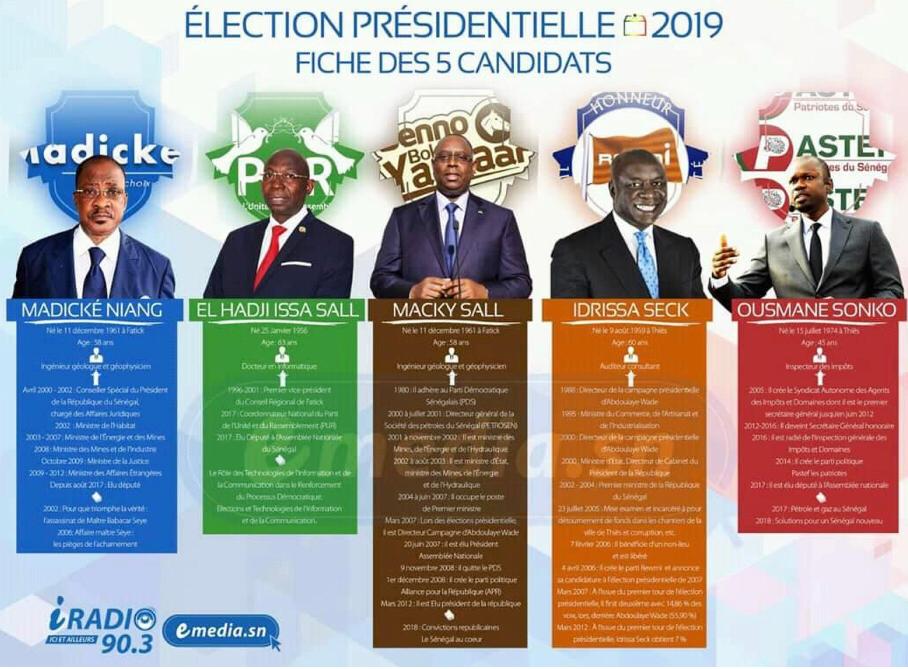 ÉLECTION PRÉSIDENTIELLE 2019
FICHE DES 5 CANDIDATS
Madické
choix
PUR
L'Unité Rassemble
Benno
Bokk
Yakaar
HONNEUR
Rewmi
PASTEF
Patriotes du Sénég
MADICKÉ NIANG
Né le 11 décembre 1961 à Fatick
Age : 58 ans
Ingénieur géologue et géophysicien
Avril 2000 - 2002 : Conseiller Spécial du Président
de la République du Sénégal,
chargé des Affaires Juridiques
2002 : Ministre de l'Habitat
2003 - 2007 : Ministre de l'Énergie et des Mines
2008 : Ministre des Mines et de l'Industrie
Octobre 2009 : Ministre de la Justice
2009 - 2012 : Ministre des Affaires Étrangères
Depuis août 2017 : Elu député
2002 : Pour que triomphe la vérité :
l'assassinat de Maître Babacar Seye
2006: Affaire maître Sèye :
les pièges de l'acharnement
EL HADJI ISSA SALL
Né 25 Janvier 1956
Age : 63 ans
Docteur en informatique
1996-2001 : Premier vice-président
du Conseil Régional de Fatick
2017 : Coordonnateur National du Parti
de l'Unité et du Rassemblement (PUR)
2017 : Elu Député à l'Assemblée Nationale
du Sénégal
Le Rôle des Technologies de l'Information et de
la Communication dans le Renforcement
du Processus Démocratique.
Elections et Technologies de l'Information
et de la Communication.
MACKY SALL
Né le 11 décembre 1961 à Fatick
Age : 58 ans
Ingénieur géologue et géophysicien
1980 : Il adhère au Parti Démocratique
Sénégalais (PDS)
2000 à juillet 2001 : Directeur général de la
Société des pétroles du Sénégal (PETROSEN)
2001 à novembre 2002 : Il est ministre des
Mines, de l'Energie et de l'Hydraulique
2002 à août 2003 : Il est ministre d'État,
ministre des Mines, de l'Energie
et de l'Hydraulique
2004 à juin 2007 : Il occupe le poste
de Premier ministre
Mars 2007 : Lors des élections présidentielle,
il est Directeur Campagne d'Abdoulaye Wade
20 juin 2007 : il est élu Président
Assemblée Nationale
9 novembre 2008 : il quitte le PDS
1er décembre 2008 : il crée le parti politique
Alliance pour la République (APR)
Mars 2012 : Il est Elu président de la république
2018 : Convictions republicaines
Le Sénégal au coeur
IDRISSA SECK
Né le 9 août 1959 à Thiès
Age : 60 ans
Auditeur consultant
1988 : Directeur de la campagne présidentielle
d'Abdoulaye Wade
1995 : Ministre du Commerce, de l'Artisanat et
de l'Industrialisation
2000 : Directeur de la campagne présidentielle
d'Abdoulaye Wade
2000 : Ministre d'Etat, Directeur de Cabinet du
Président de la République
2002 - 2004 : Premier ministre de la République
du Sénégal
23 juillet 2005 : Mise examen et incarcéré à pour
détournement de fonds dans les chantiers de la
ville de Thiès et corruption, etc.
7 février 2006 : Il bénéficie d'un non-lieu
et est libéré
4 avril 2006 : il crée le parti Rewmi et annonce
sa candidature à l'élection présidentielle de 2007
Mars 2007 : À l'issue du premier tour de l'élection
présidentielle, il finit deuxième avec 14,86 % des
voix, lors, derrière Abdoulaye Wade (55,90 %)
Mars 2012 : À l'issue du premier tour de l'élection
présidentielle, Idrissa Seck obtient 7 %
OUSMANE SONKO
Né le 15 juillet 1974 à Thiès
Age : 45 ans
Inspecteur des impôts
2005 : Il crée le Syndicat Autonome des Agents
des Impôts et Domaines dont il est le premier
secrétaire général jusqu'en juin 2012
2012-2016 : Il devient Secrétaire Général honoraire
2016 : Il est radié de l'Inspection générales des
Impôts et Domaines
2014 : Il crée le parti politique
Pastef les patriotes
2017 : Il est élu député à l'Assemblée nationale
2017 : Pétrole et gaz au Sénégal
2018 : Solutions pour un Sénégal nouveau
iRADIO
ICI ET AILLEURS
90.3
emedia.sn